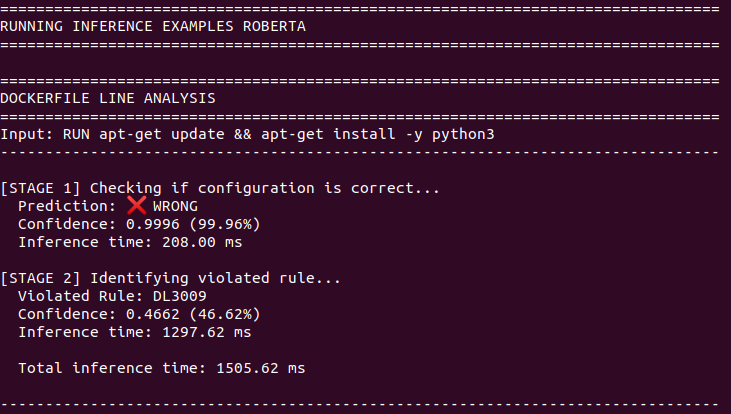 ================================================================================
RUNNING INFERENCE EXAMPLES ROBERTA
================================================================================
================================================================================
DOCKERFILE LINE ANALYSIS
================================================================================
Input: RUN apt-get update && apt-get install -y python3
--------------------------------------------------------------------------------
[STAGE 1] Checking if configuration is correct...
Prediction: ❌ WRONG
Confidence: 0.9996 (99.96%)
Inference time: 208.00 ms
[STAGE 2] Identifying violated rule...
Violated Rule: DL3009
Confidence: 0.4662 (46.62%)
Inference time: 1297.62 ms
Total inference time: 1505.62 ms
--------------------------------------------------------------------------------